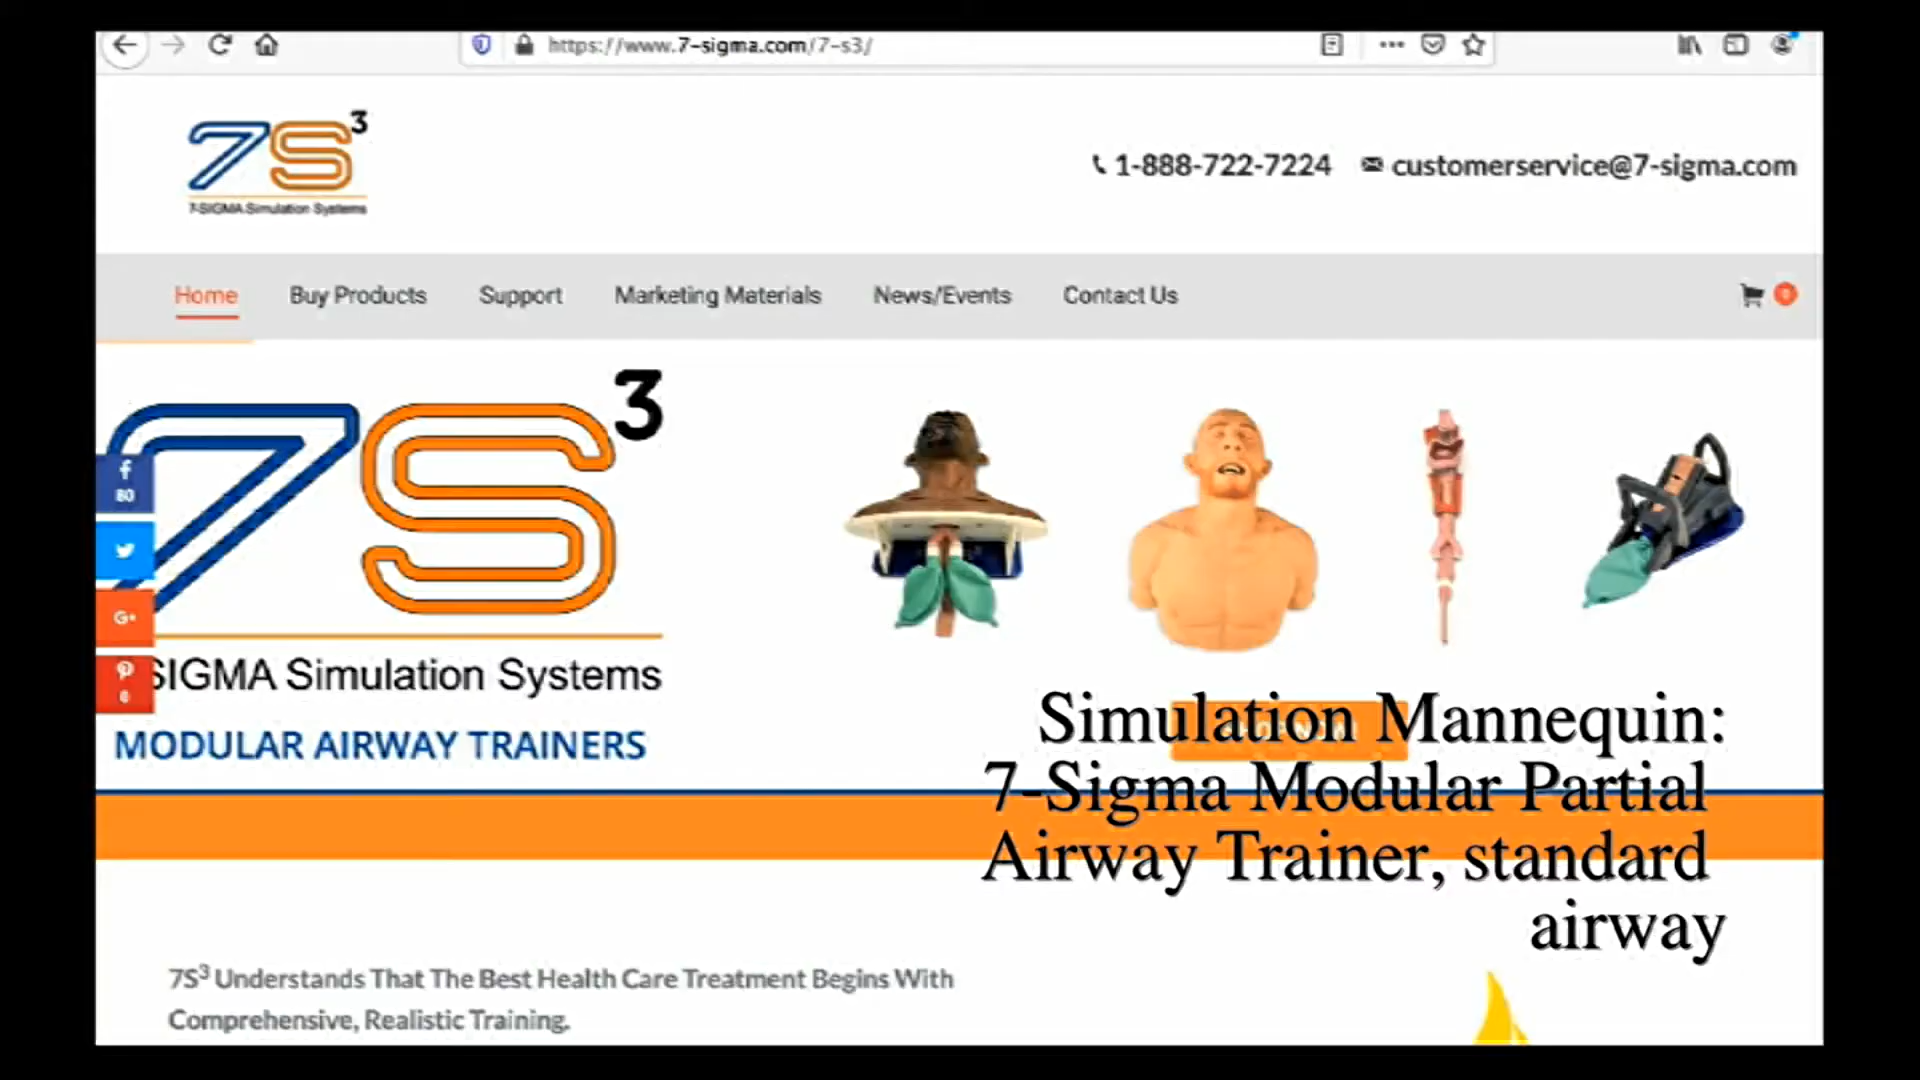 https://www.7-sigma.com/7-s3/
7S3
7-SIGMA Simulation Systems
1-888-722-7224 customerservice@7-sigma.com
Home Buy Products Support Marketing Materials News/Events Contact Us
0
7S3
80
G+
6
SIGMA Simulation Systems
MODULAR AIRWAY TRAINERS
Simulation Mannequin:
7-Sigma Modular Partial
Airway Trainer, standard
airway
7S3 Understands That The Best Health Care Treatment Begins With
Comprehensive, Realistic Training.